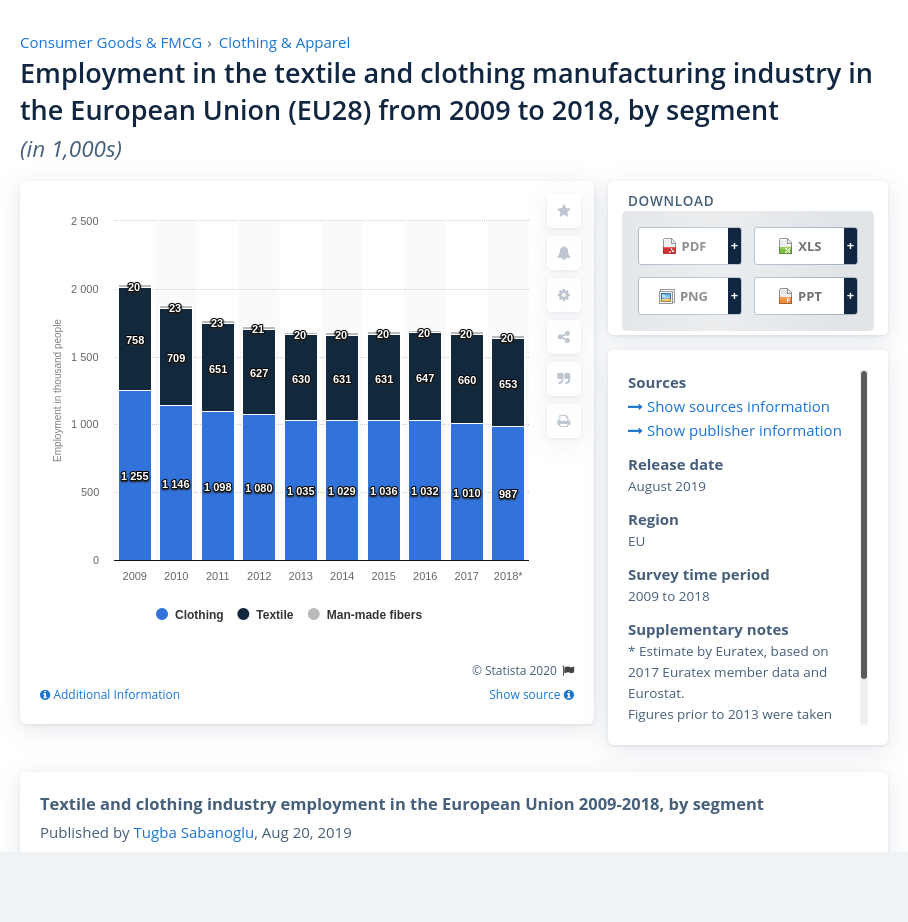 Consumer Goods & FMCG › Clothing & Apparel
Employment in the textile and clothing manufacturing industry in
the European Union (EU28) from 2009 to 2018, by segment
(in 1,000s)
Employment in thousand people
2 500
2 000
1 500
1 000
500
0
20 23 23 21 20 20 20 20 20 20
758 709 651 627 630 631 631 647 660 653
1 255 1 146 1 098 1 080 1 035 1 029 1 036 1 032 1 010 987
2009 2010 2011 2012 2013 2014 2015 2016 2017 2018*
Clothing Textile Man-made fibers
© Statista 2020
Additional Information Show source
DOWNLOAD
PDF + XLS +
PNG + PPT +
Sources
Show sources information
Show publisher information
Release date
August 2019
Region
EU
Survey time period
2009 to 2018
Supplementary notes
* Estimate by Euratex, based on
2017 Euratex member data and
Eurostat.
Figures prior to 2013 were taken
Textile and clothing industry employment in the European Union 2009-2018, by segment
Published by Tugba Sabanoglu, Aug 20, 2019